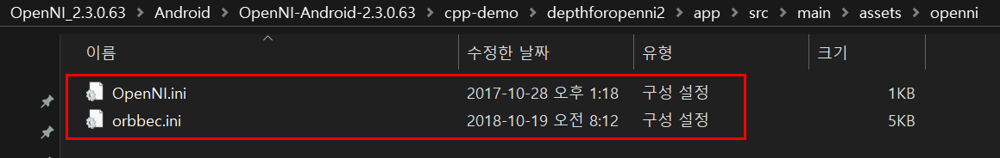 OpenNI_2.3.0.63 > Android > OpenNI-Android-2.3.0.63 > cpp-demo > depthforopenni2 > app > src > main > assets > openni
이름 수정한 날짜 유형 크기
OpenNI.ini 2017-10-28 오후 1:18 구성 설정 1KB
orbbec.ini 2018-10-19 오전 8:12 구성 설정 5KB